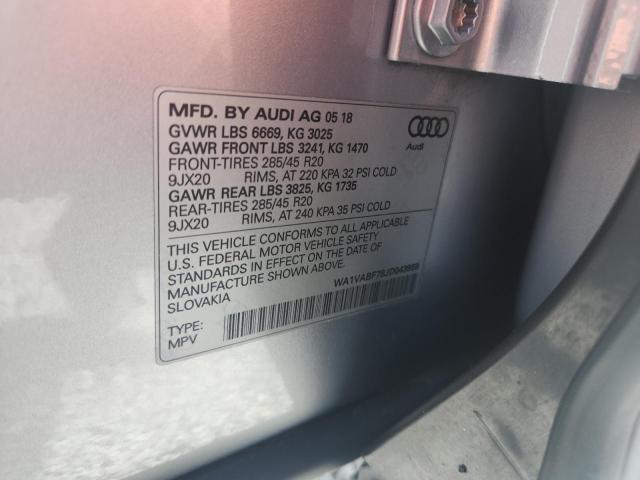 MFD. BY AUDI AG 05 18
GVWR LBS 6669, KG 3025
GAWR FRONT LBS 3241, KG 1470
FRONT-TIRES 285/45 R20
9JX20 RIMS, AT 220 KPA 32 PSI COLD
GAWR REAR LBS 3825, KG 1735
REAR-TIRES 285/45 R20
9JX20 RIMS, AT 240 KPA 35 PSI COLD
Audi
THIS VEHICLE CONFORMS TO ALL APPLICABLE
U.S. FEDERAL MOTOR VEHICLE SAFETY
STANDARDS IN EFFECT ON THE DATE OF
MANUFACTURE SHOWN ABOVE.
SLOVAKIA
TYPE:
MPV